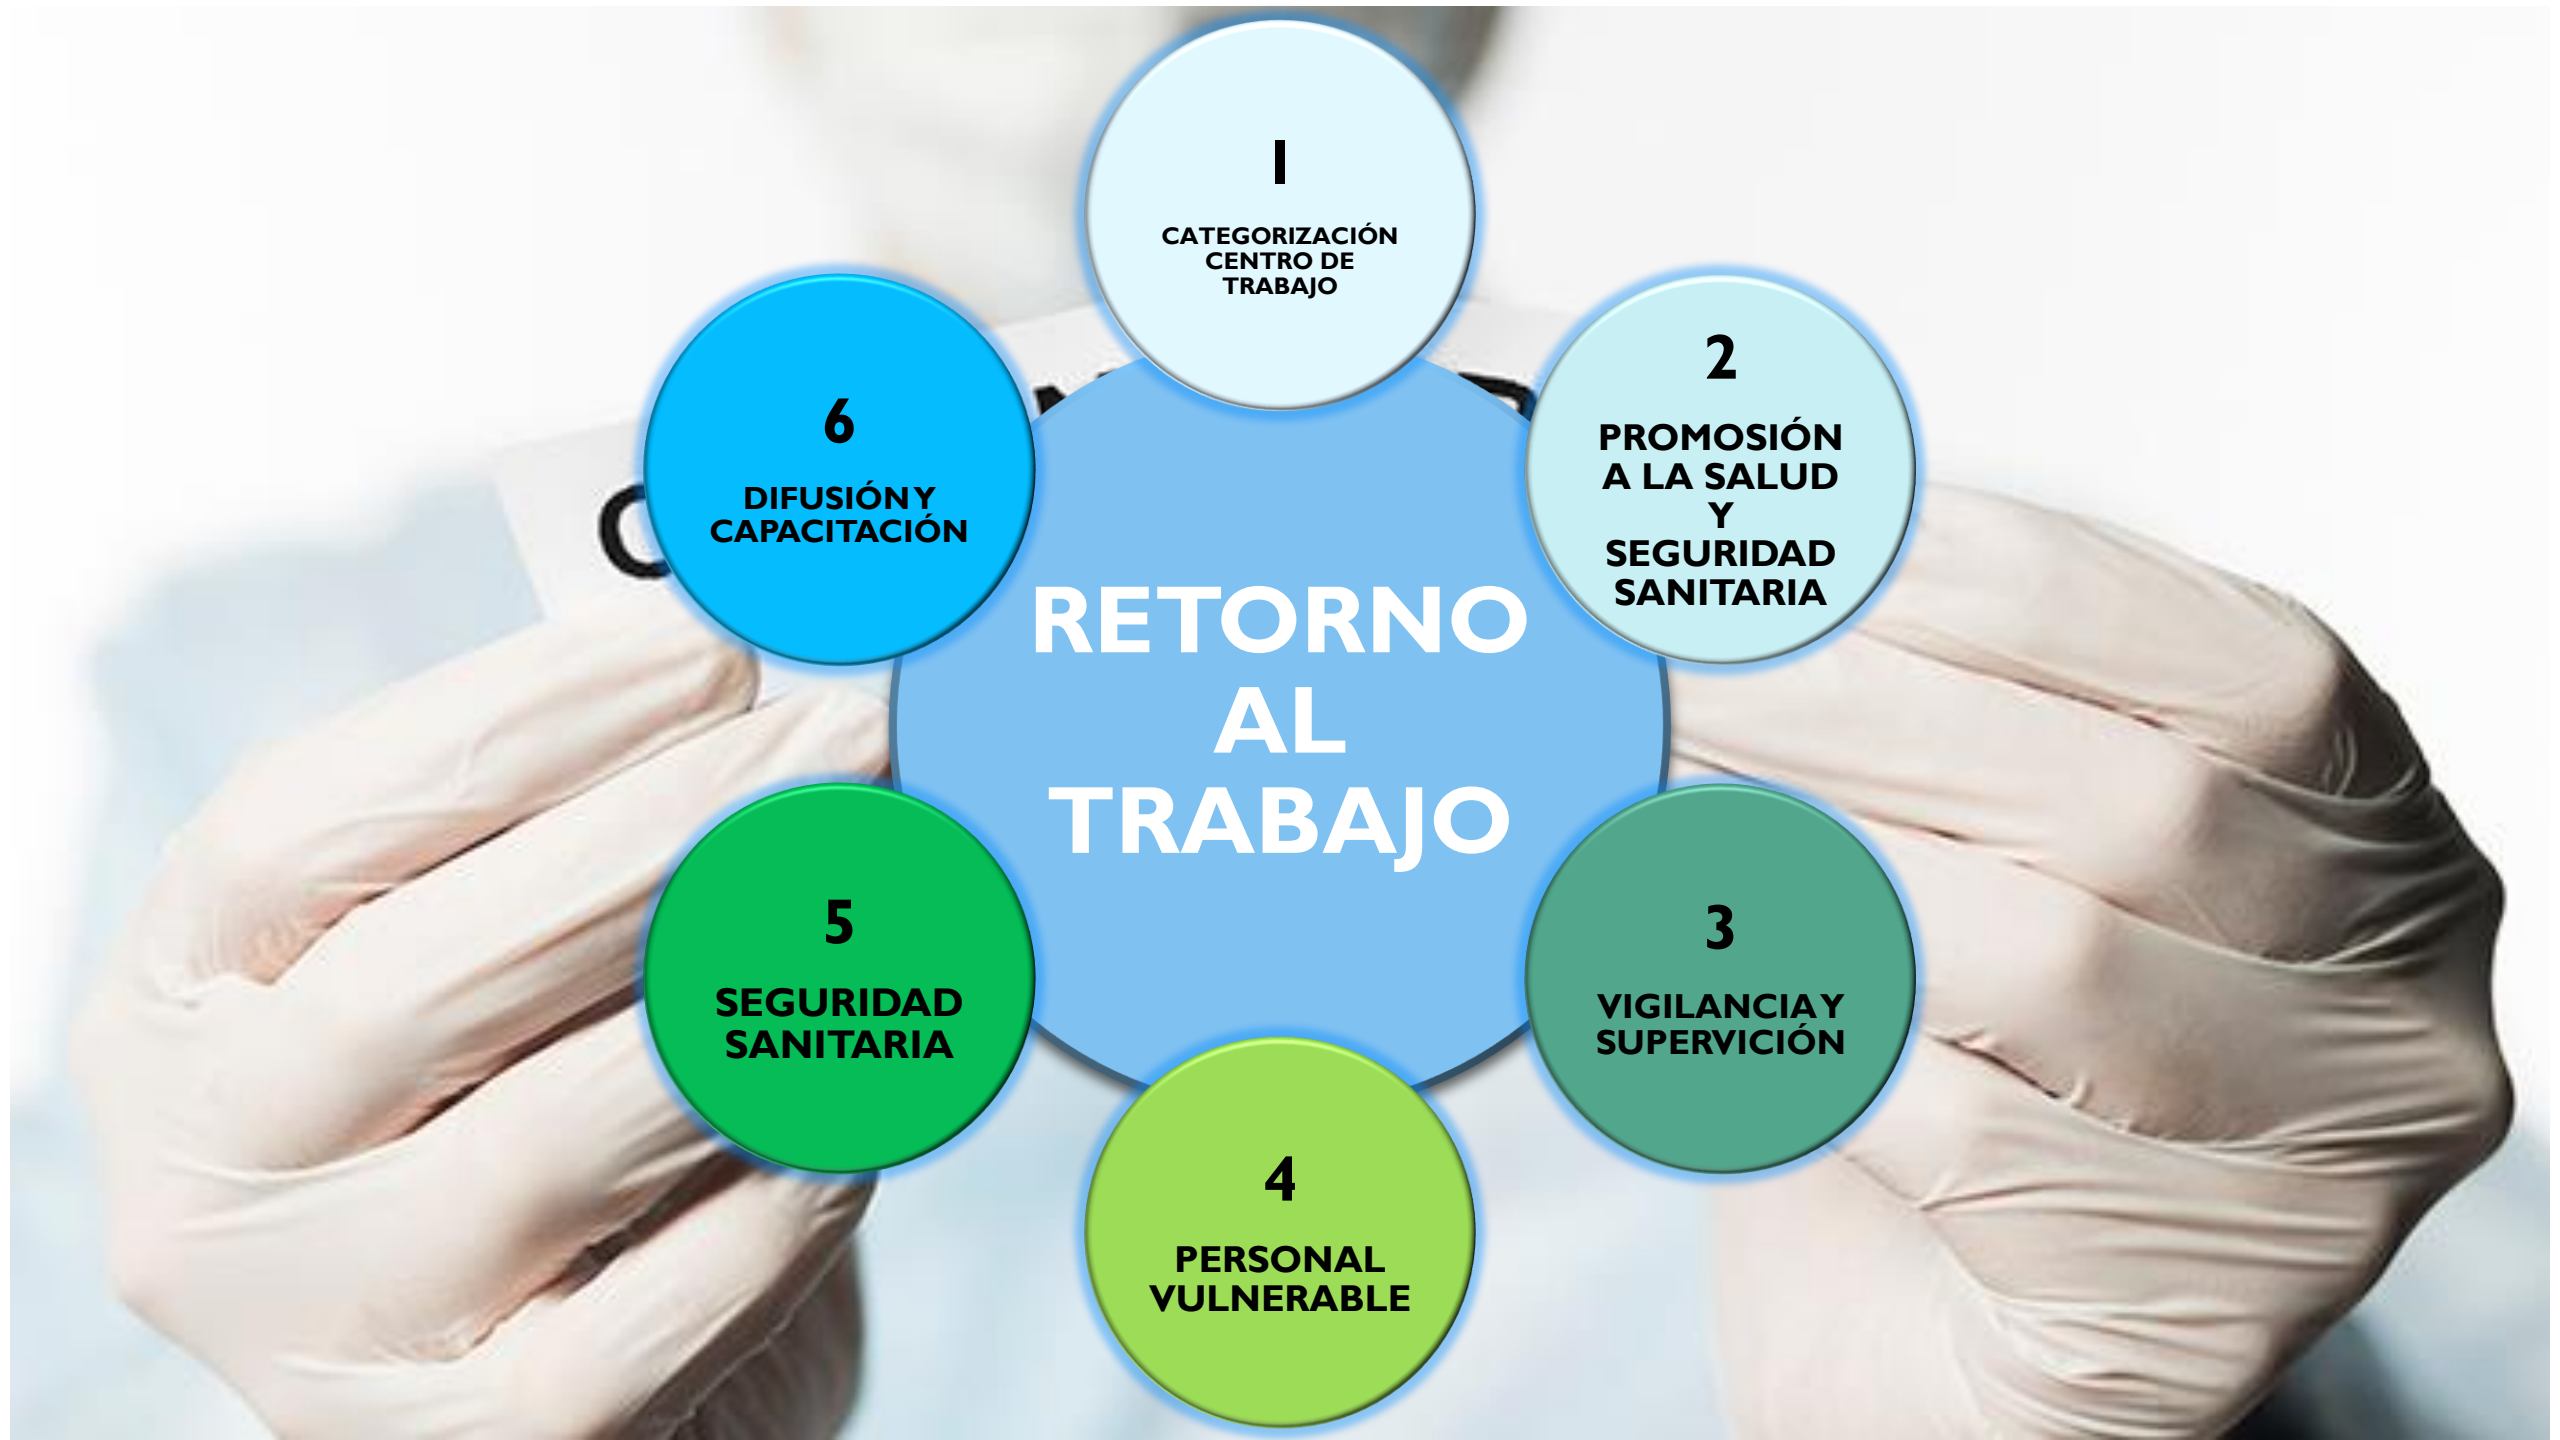 1
CATEGORIZACIÓN
CENTRO DE
TRABAJO
2
PROMOSIÓN
A LA SALUD
Y
SEGURIDAD
SANITARIA
3
VIGILANCIA Y
SUPERVICIÓN
4
PERSONAL
VULNERABLE
5
SEGURIDAD
SANITARIA
6
DIFUSIÓN Y
CAPACITACIÓN
RETORNO
AL
TRABAJO